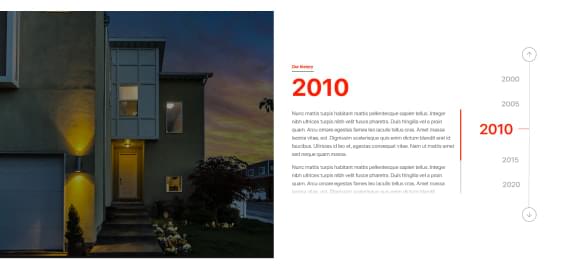 Our history
2010
Nunc mattis turpis habitant mattis pellentesque sapien tellus. Integer
nibh ultrices turpis nibh velit fusce pharetra. Duis fringilla vel a proin
quam. Arcu ornare egestas fames leo iaculis tellus cras. Amet massa
lacus vitae, ad. Dignissim scelerisque quis enim dictum blandit erat id.
faucibus. Ultrices id leo et, egestas consequat vitae. Nam ut mattis amet
sed neque quam massa.
Nunc mattis turpis habitant mattis pellentesque sapien tellus. Integer
nibh ultrices turpis nibh velit fusce pharetra. Duis fringilla vel a proin
quam. Arcu ornare egestas fames leo iaculis tellus cras. Amet massa
2000
2005
2010
2015
2020